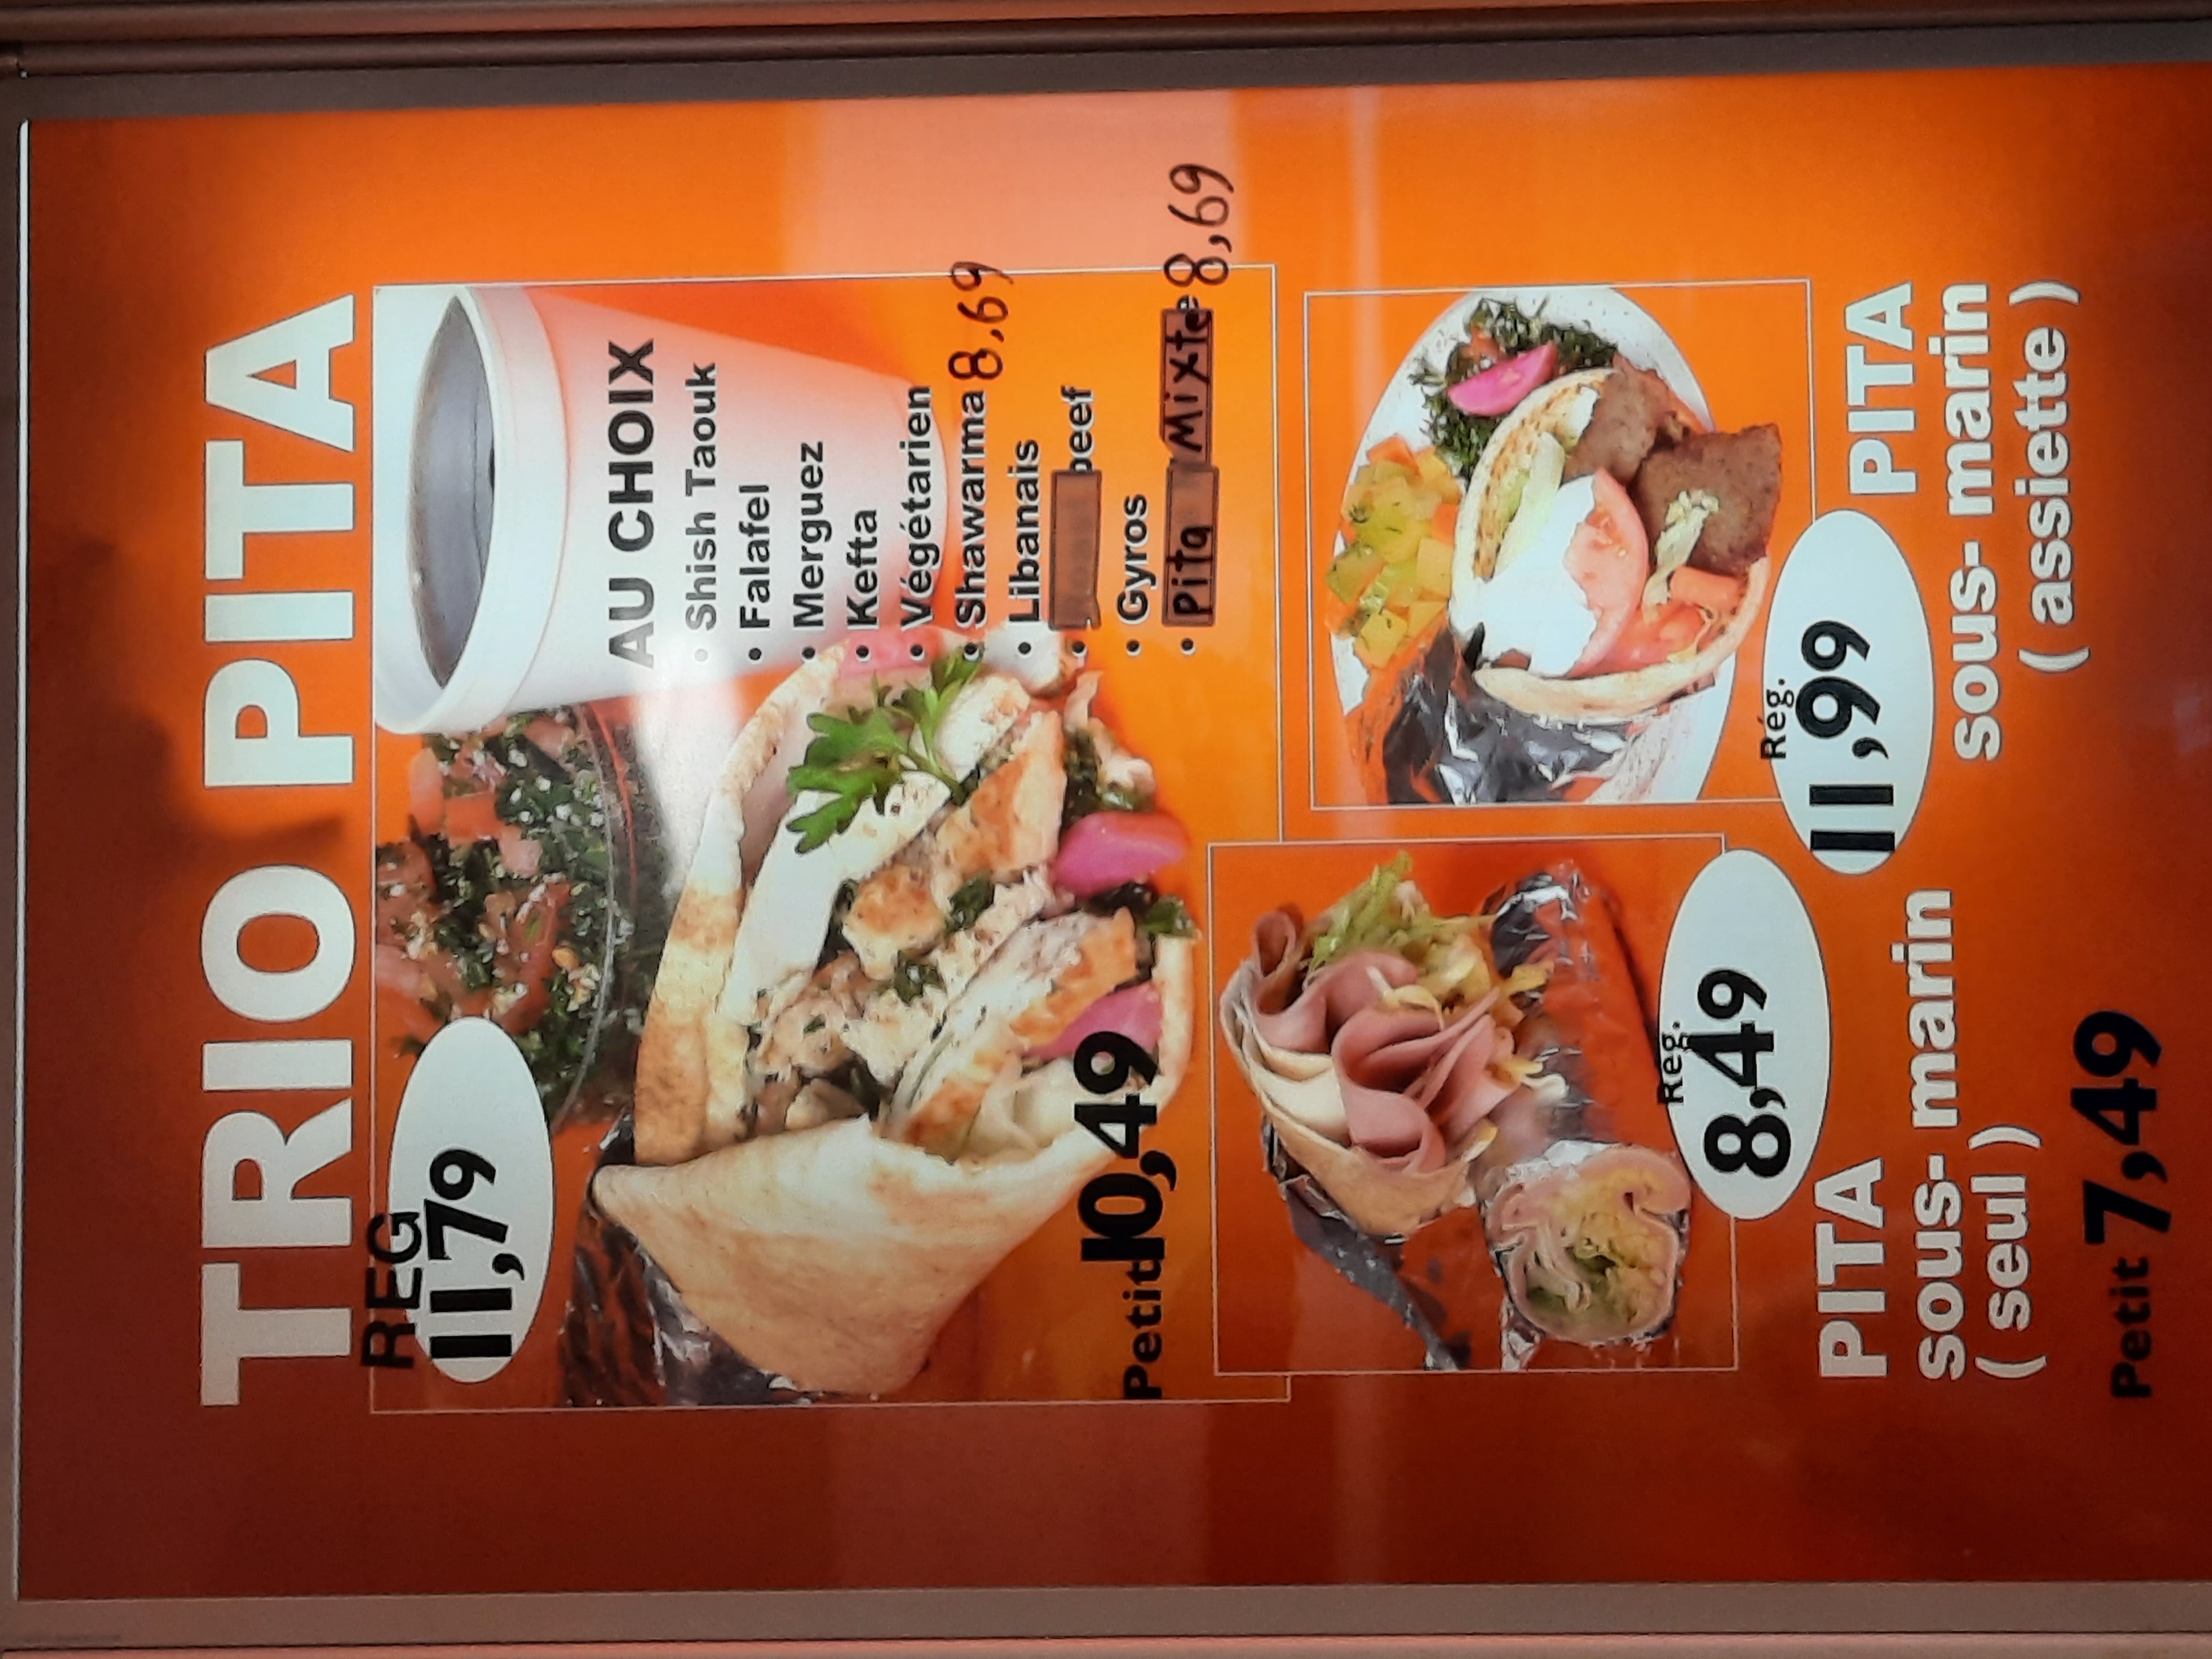 TRIO PITA
REG
11,79
AU CHOIX
• Shish Taouk
• Falafel
• Merguez
• Kefta
• Végétarien
• Shawarma 8,69
• Libanais
• beef
• Gyros
• Pita Mixte 8,69
Petit 10,49
Rég.
8,49
PITA
sous- marin
( seul )
Petit 7,49
Rég.
11,99
PITA
sous- marin
( assiette )